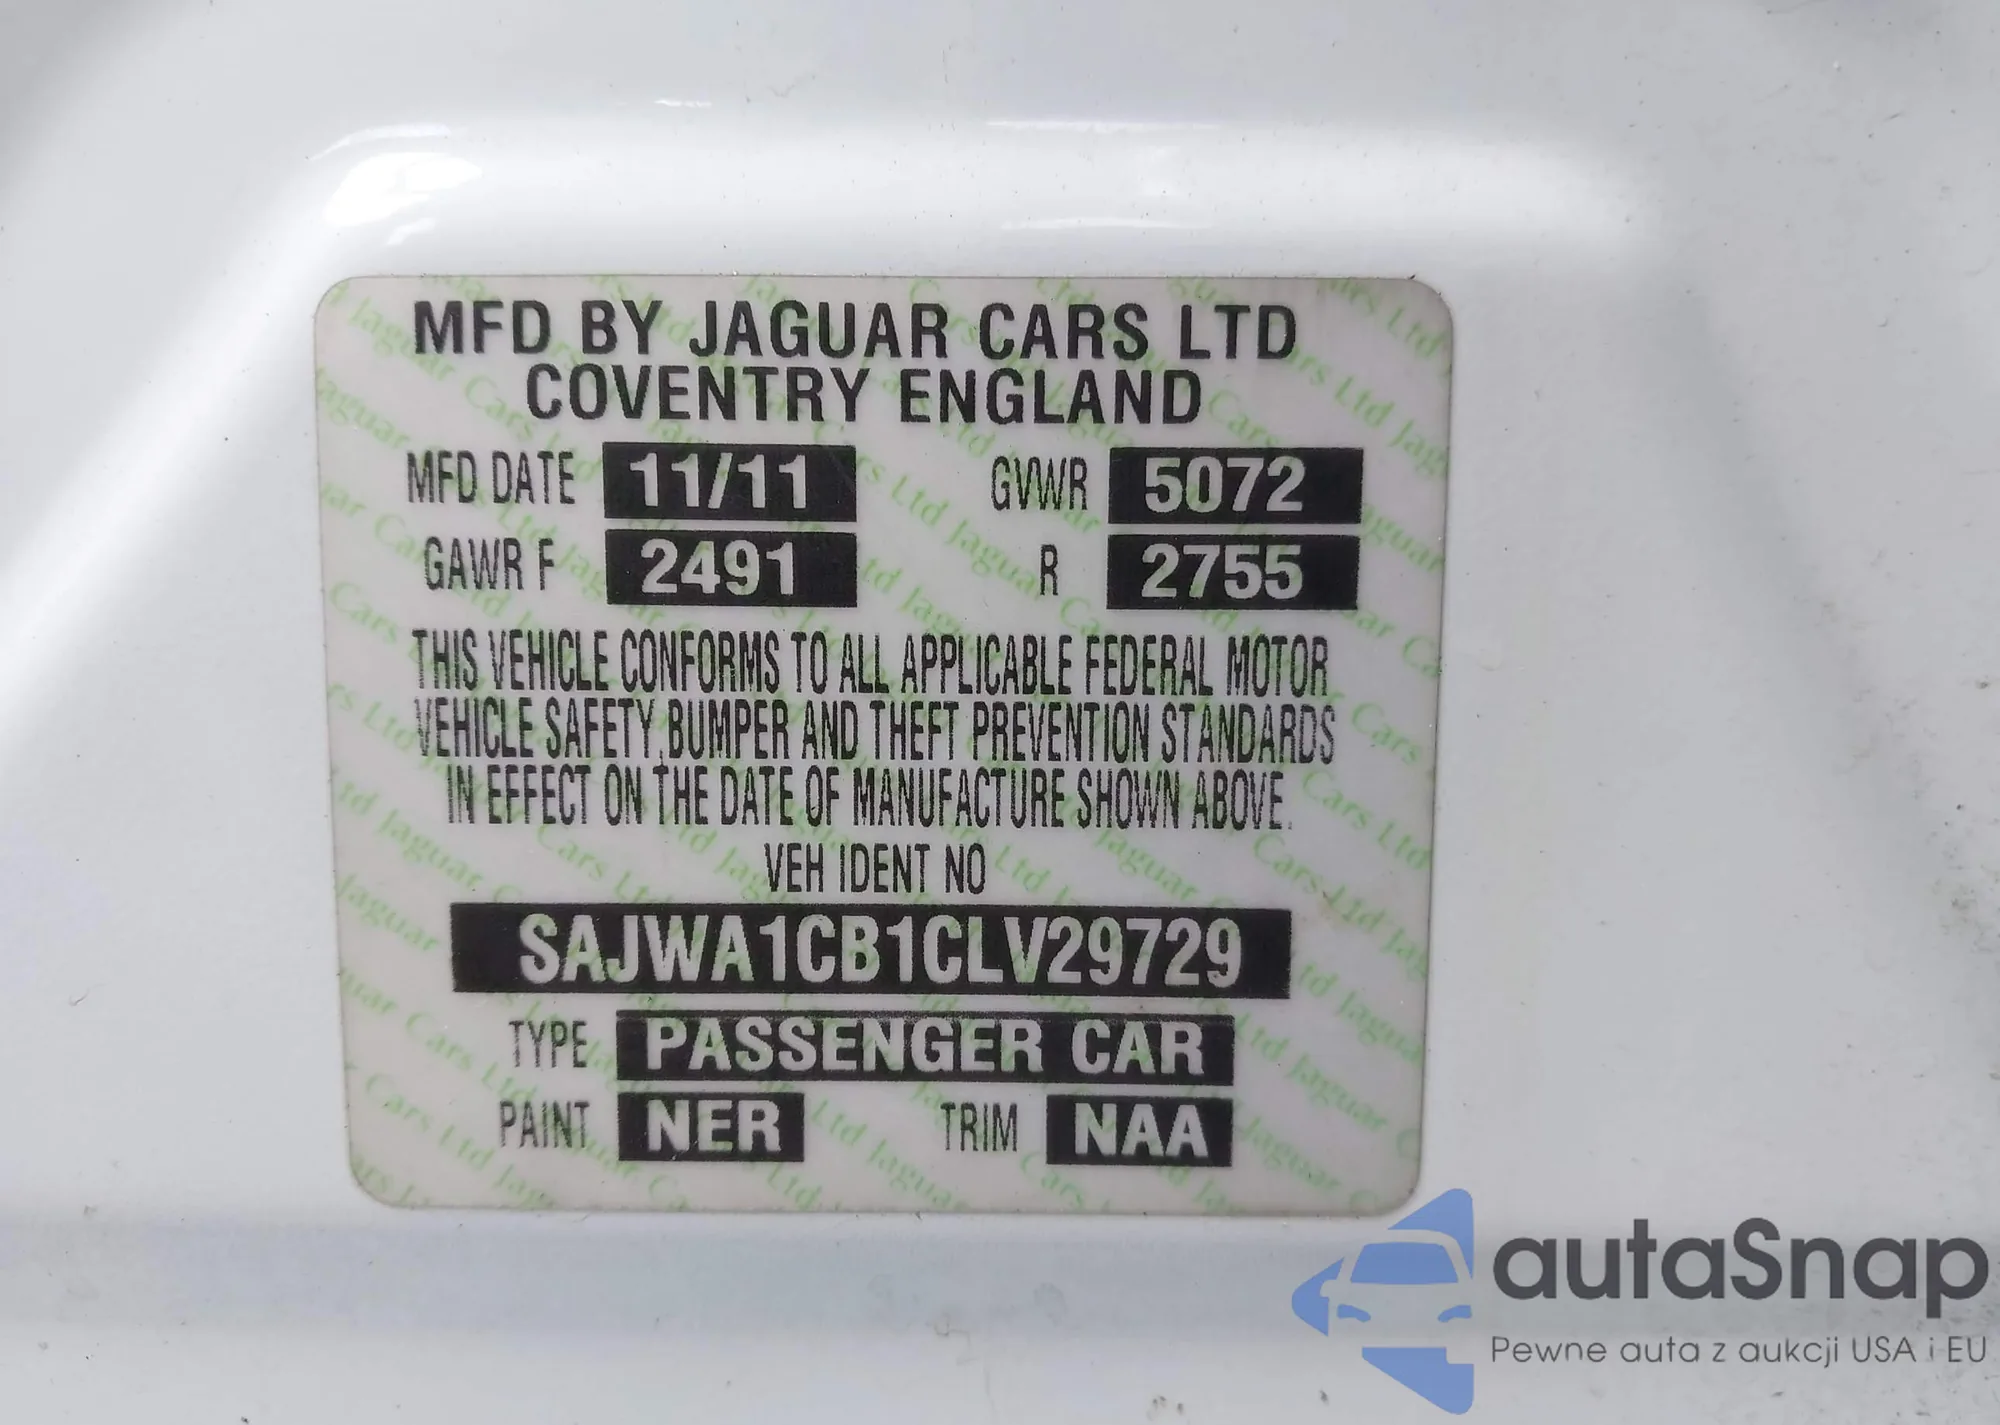 MFD BY JAGUAR CARS LTD
COVENTRY ENGLAND
MFD DATE 11/11 GVWR 5072
GAWR F 2491 R 2755
THIS VEHICLE CONFORMS TO ALL APPLICABLE FEDERAL MOTOR
VEHICLE SAFETY, BUMPER AND THEFT PREVENTION STANDARDS
IN EFFECT ON THE DATE OF MANUFACTURE SHOWN ABOVE.
VEH IDENT NO
SAJWA1CB1CLV29729
TYPE PASSENGER CAR
PAINT NER TRIM NAA
autaSnap
Pewne auta z aukcji USA i EU